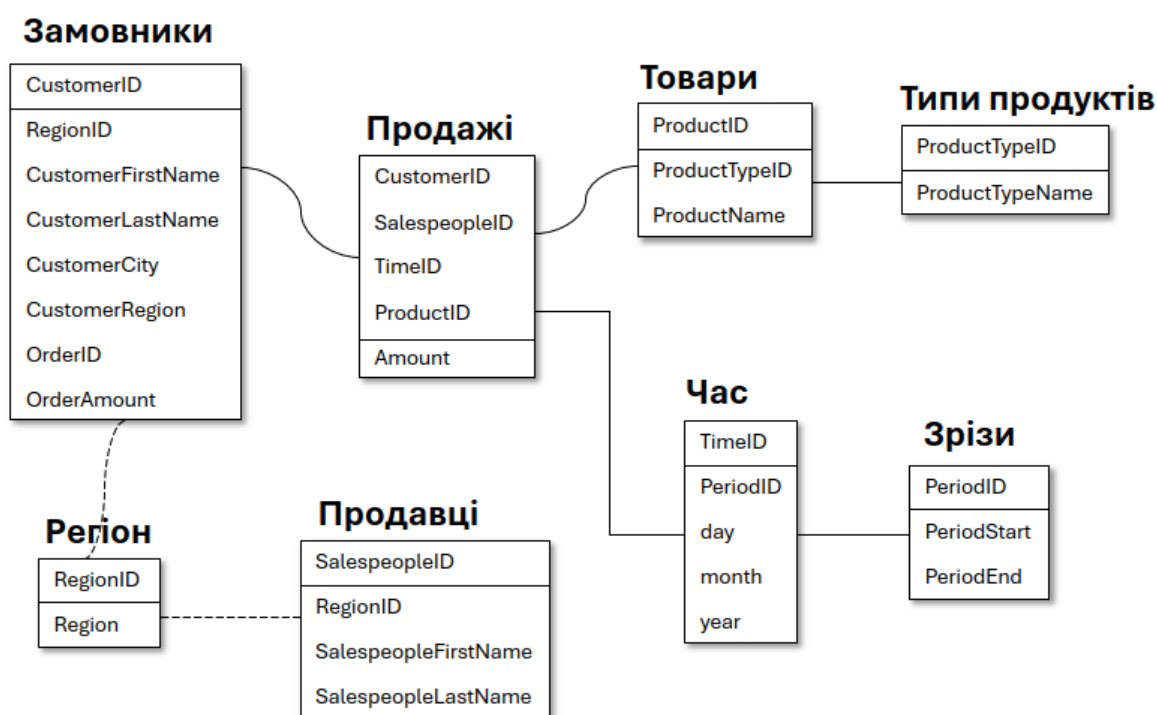 Замовники
CustomerID
RegionID
CustomerFirstName
CustomerLastName
CustomerCity
CustomerRegion
OrderID
OrderAmount
Продажі
CustomerID
SalespeopleID
TimeID
ProductID
Amount
Товари
ProductID
ProductTypeID
ProductName
Типи продуктів
ProductTypeID
ProductTypeName
Час
TimeID
PeriodID
day
month
year
Зрізи
PeriodID
PeriodStart
PeriodEnd
Регіон
RegionID
Region
Продавці
SalespeopleID
RegionID
SalespeopleFirstName
SalespeopleLastName